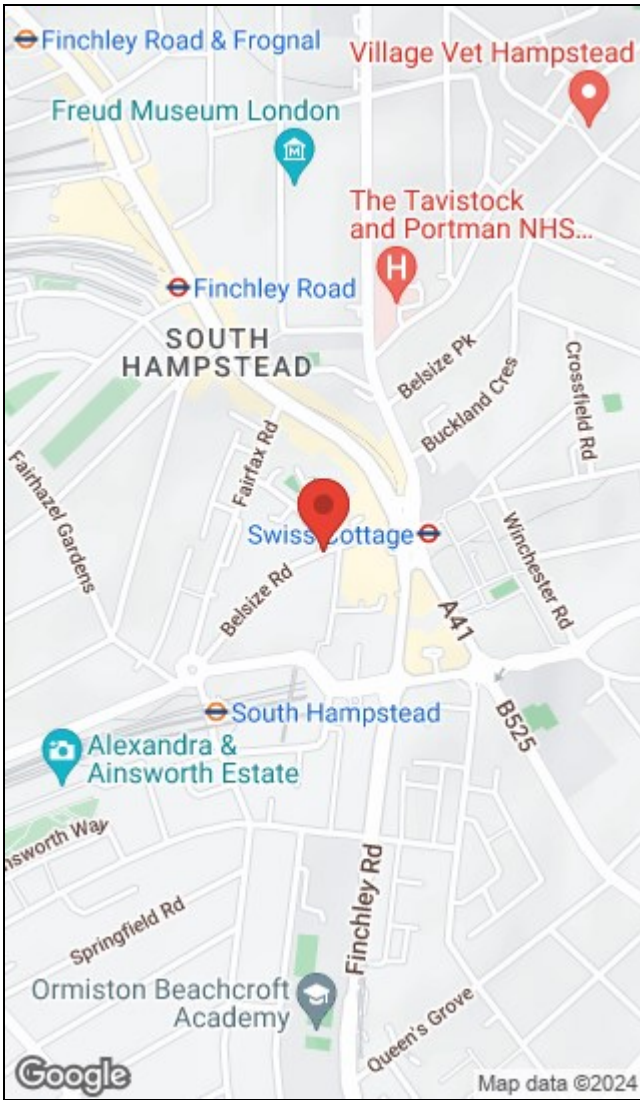 Finchley Road & Frognal
Village Vet Hampstead
Freud Museum London
The Tavistock
and Portman NHS...
H
Finchley Road
SOUTH
HAMPSTEAD
Belsize Pk
Buckland Cres
Crossfield Rd
Fairfax Rd
Fairhazel Gardens
Swiss Cottage
Winchester Rd
Belsize Rd
A41
South Hampstead
B525
Alexandra &
Ainsworth Estate
nsworth Way
Springfield Rd
Finchley Rd
Ormiston Beachcroft
Academy
Queen's Grove
Google
Map data ©2024